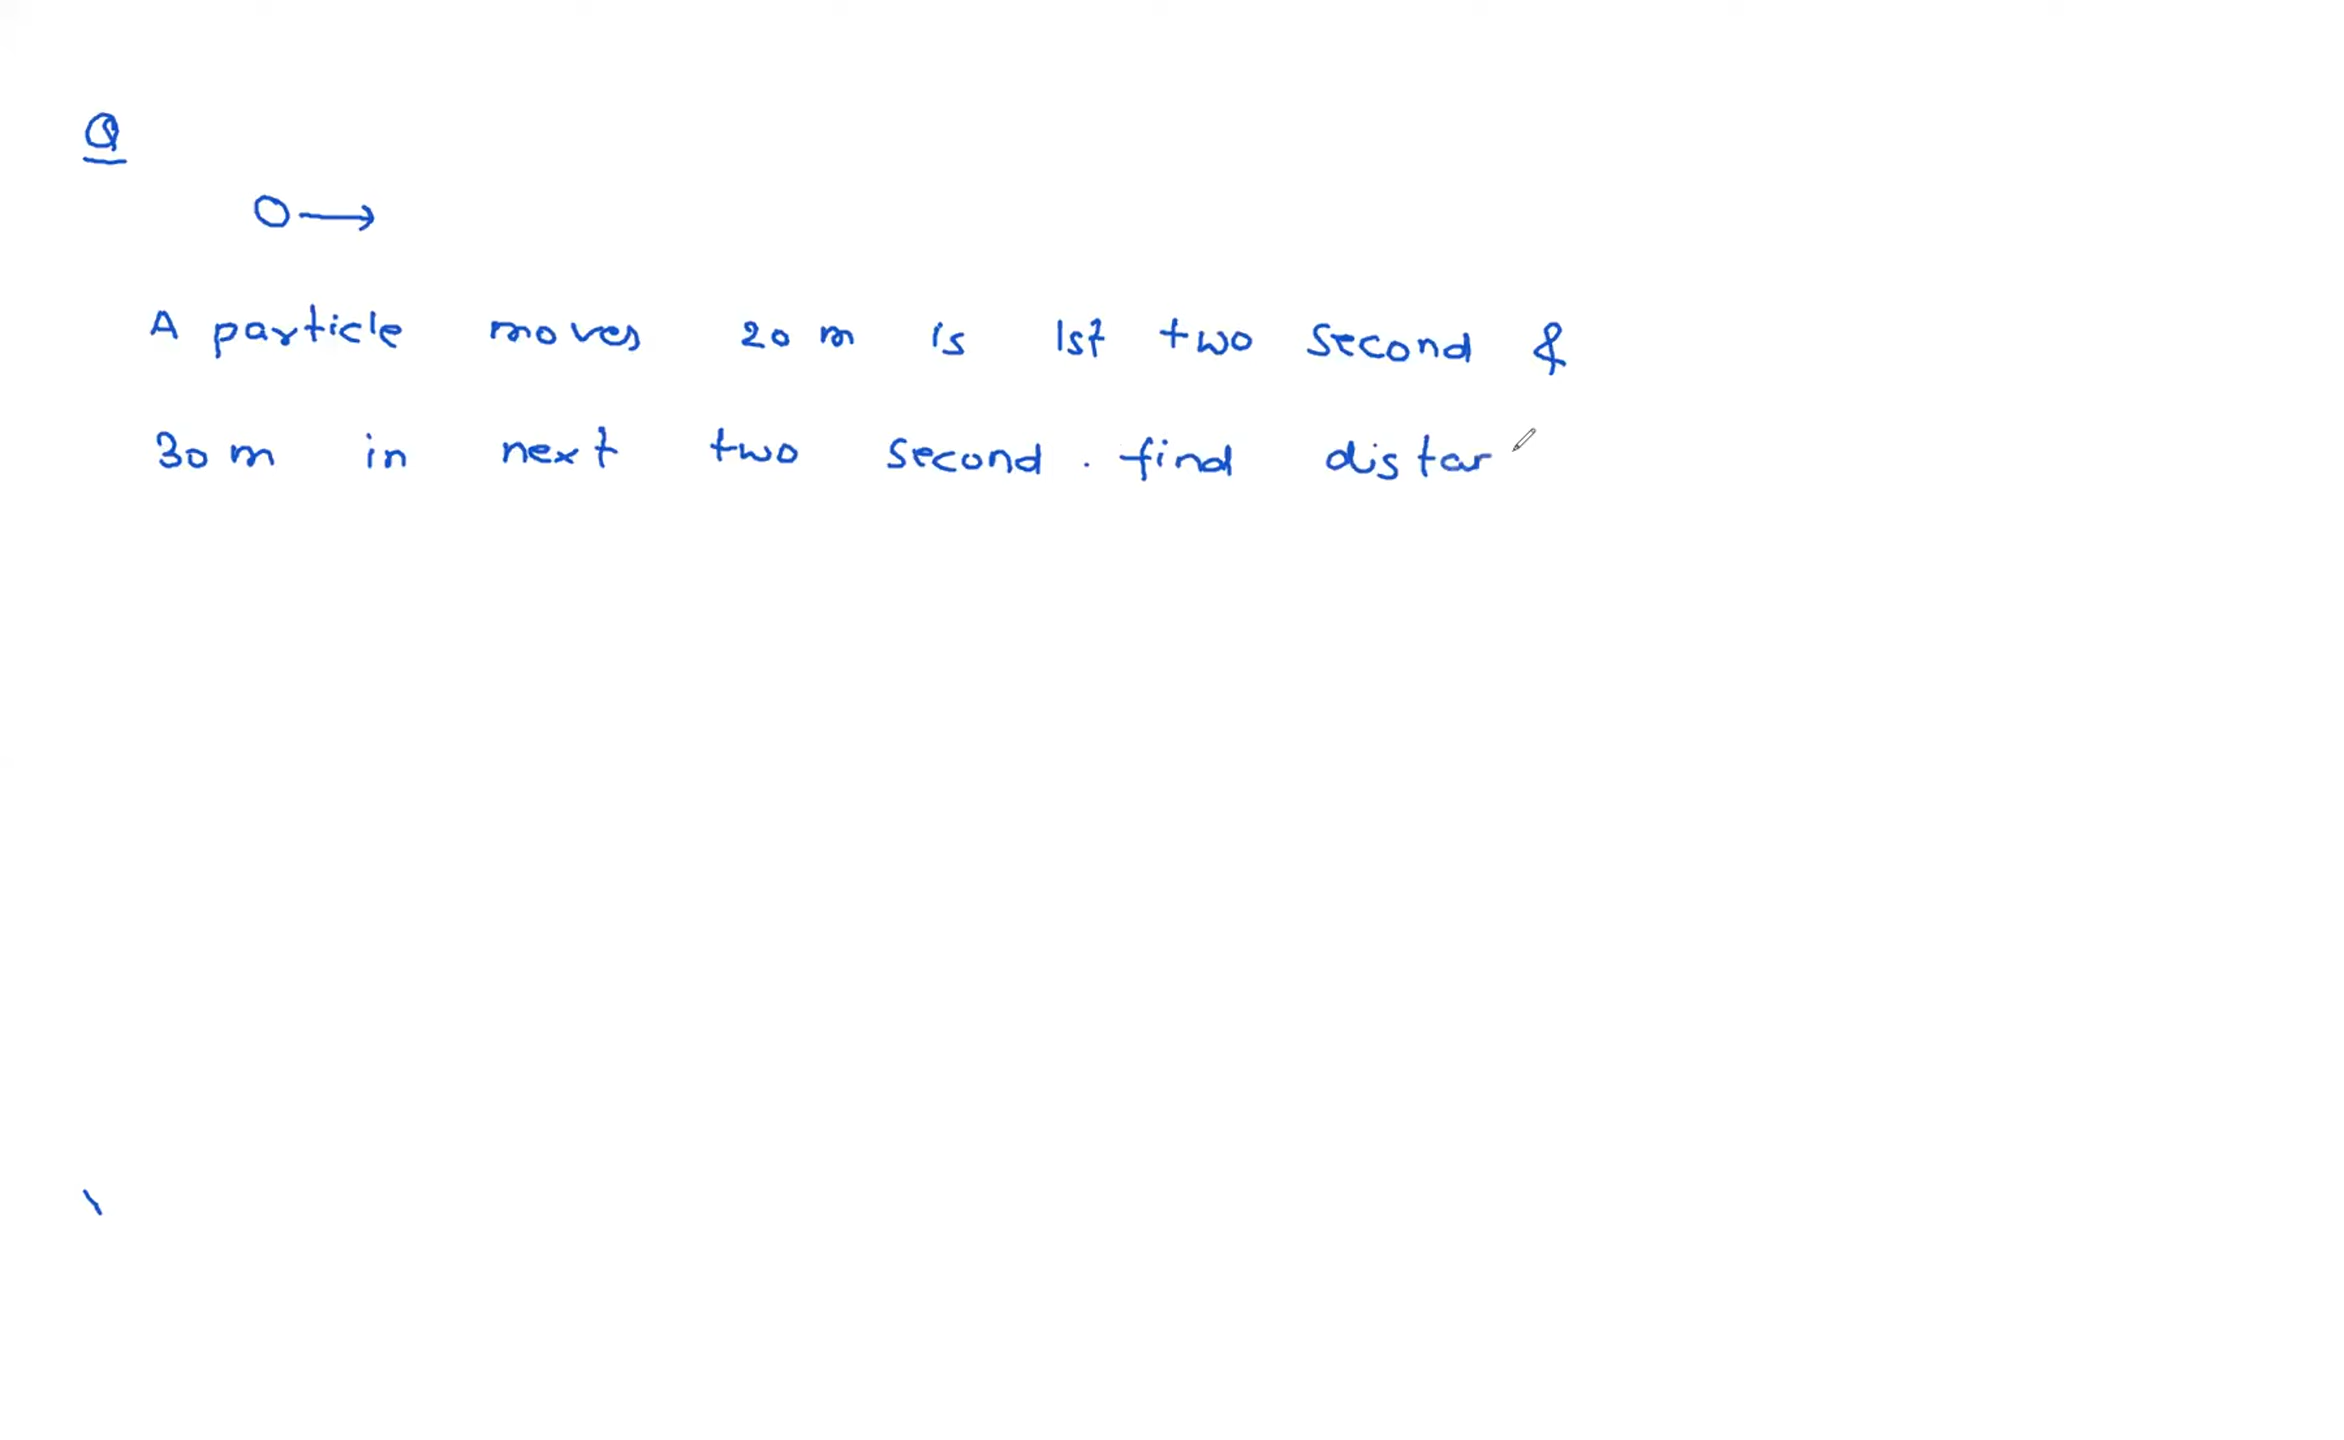 Q
A particle moves 20 m is 1st two second &
30 m in next two second . find distar